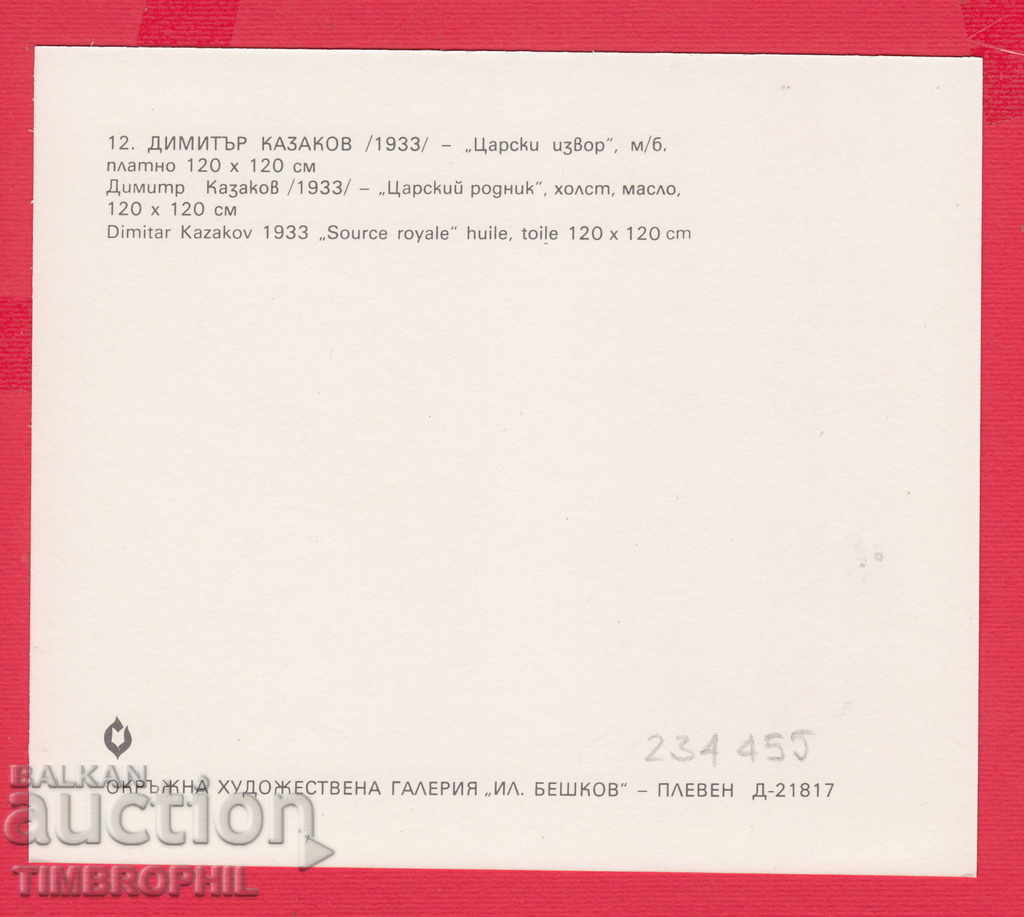 12. ДИМИТЪР КАЗАКОВ /1933/ – „Царски извор“, м/б.
платно 120 x 120 см
Димитр Казаков /1933/ – „Царский родник“, холст, масло,
120 x 120 см
Dimitar Kazakov 1933 „Source royale“ huile, toile 120 x 120 cm
234455
ОКРЪЖНА ХУДОЖЕСТВЕНА ГАЛЕРИЯ „ИЛ. БЕШКОВ“ – ПЛЕВЕН Д-21817
BALKAN
auction
TIMBROPHIL